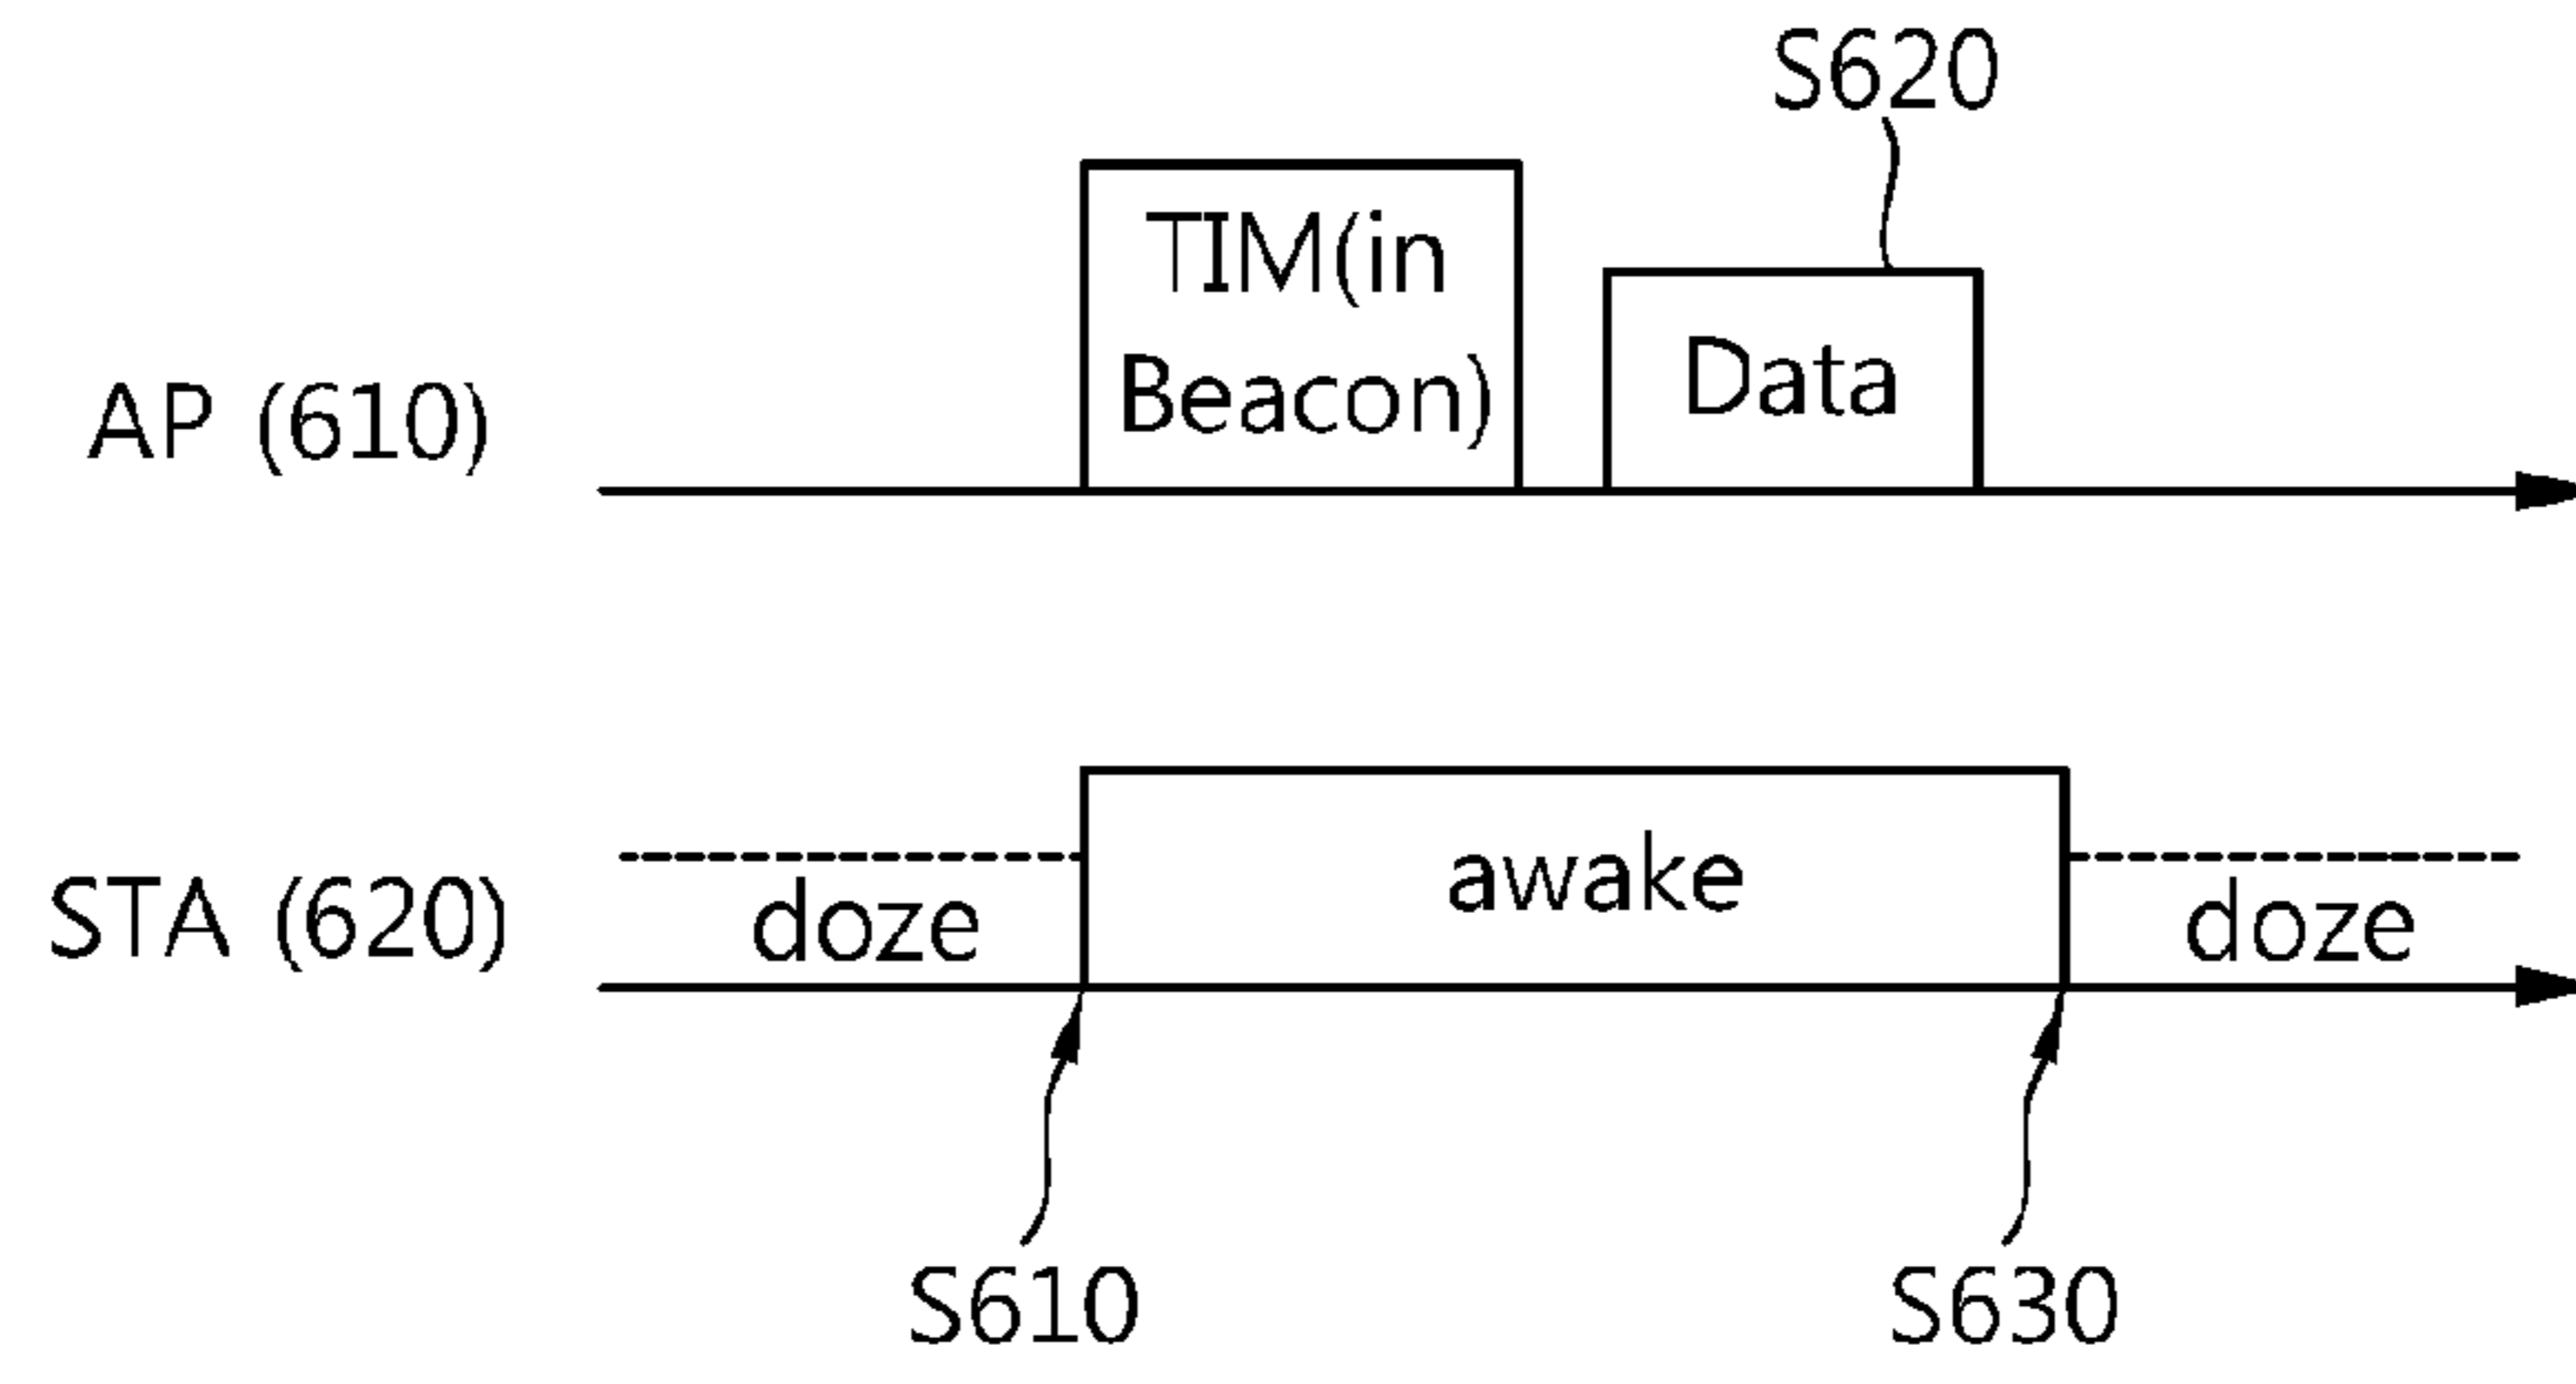 S620
TIM(in
Beacon)
Data
AP (610)
awake
STA (620)
doze
doze
S610
S630